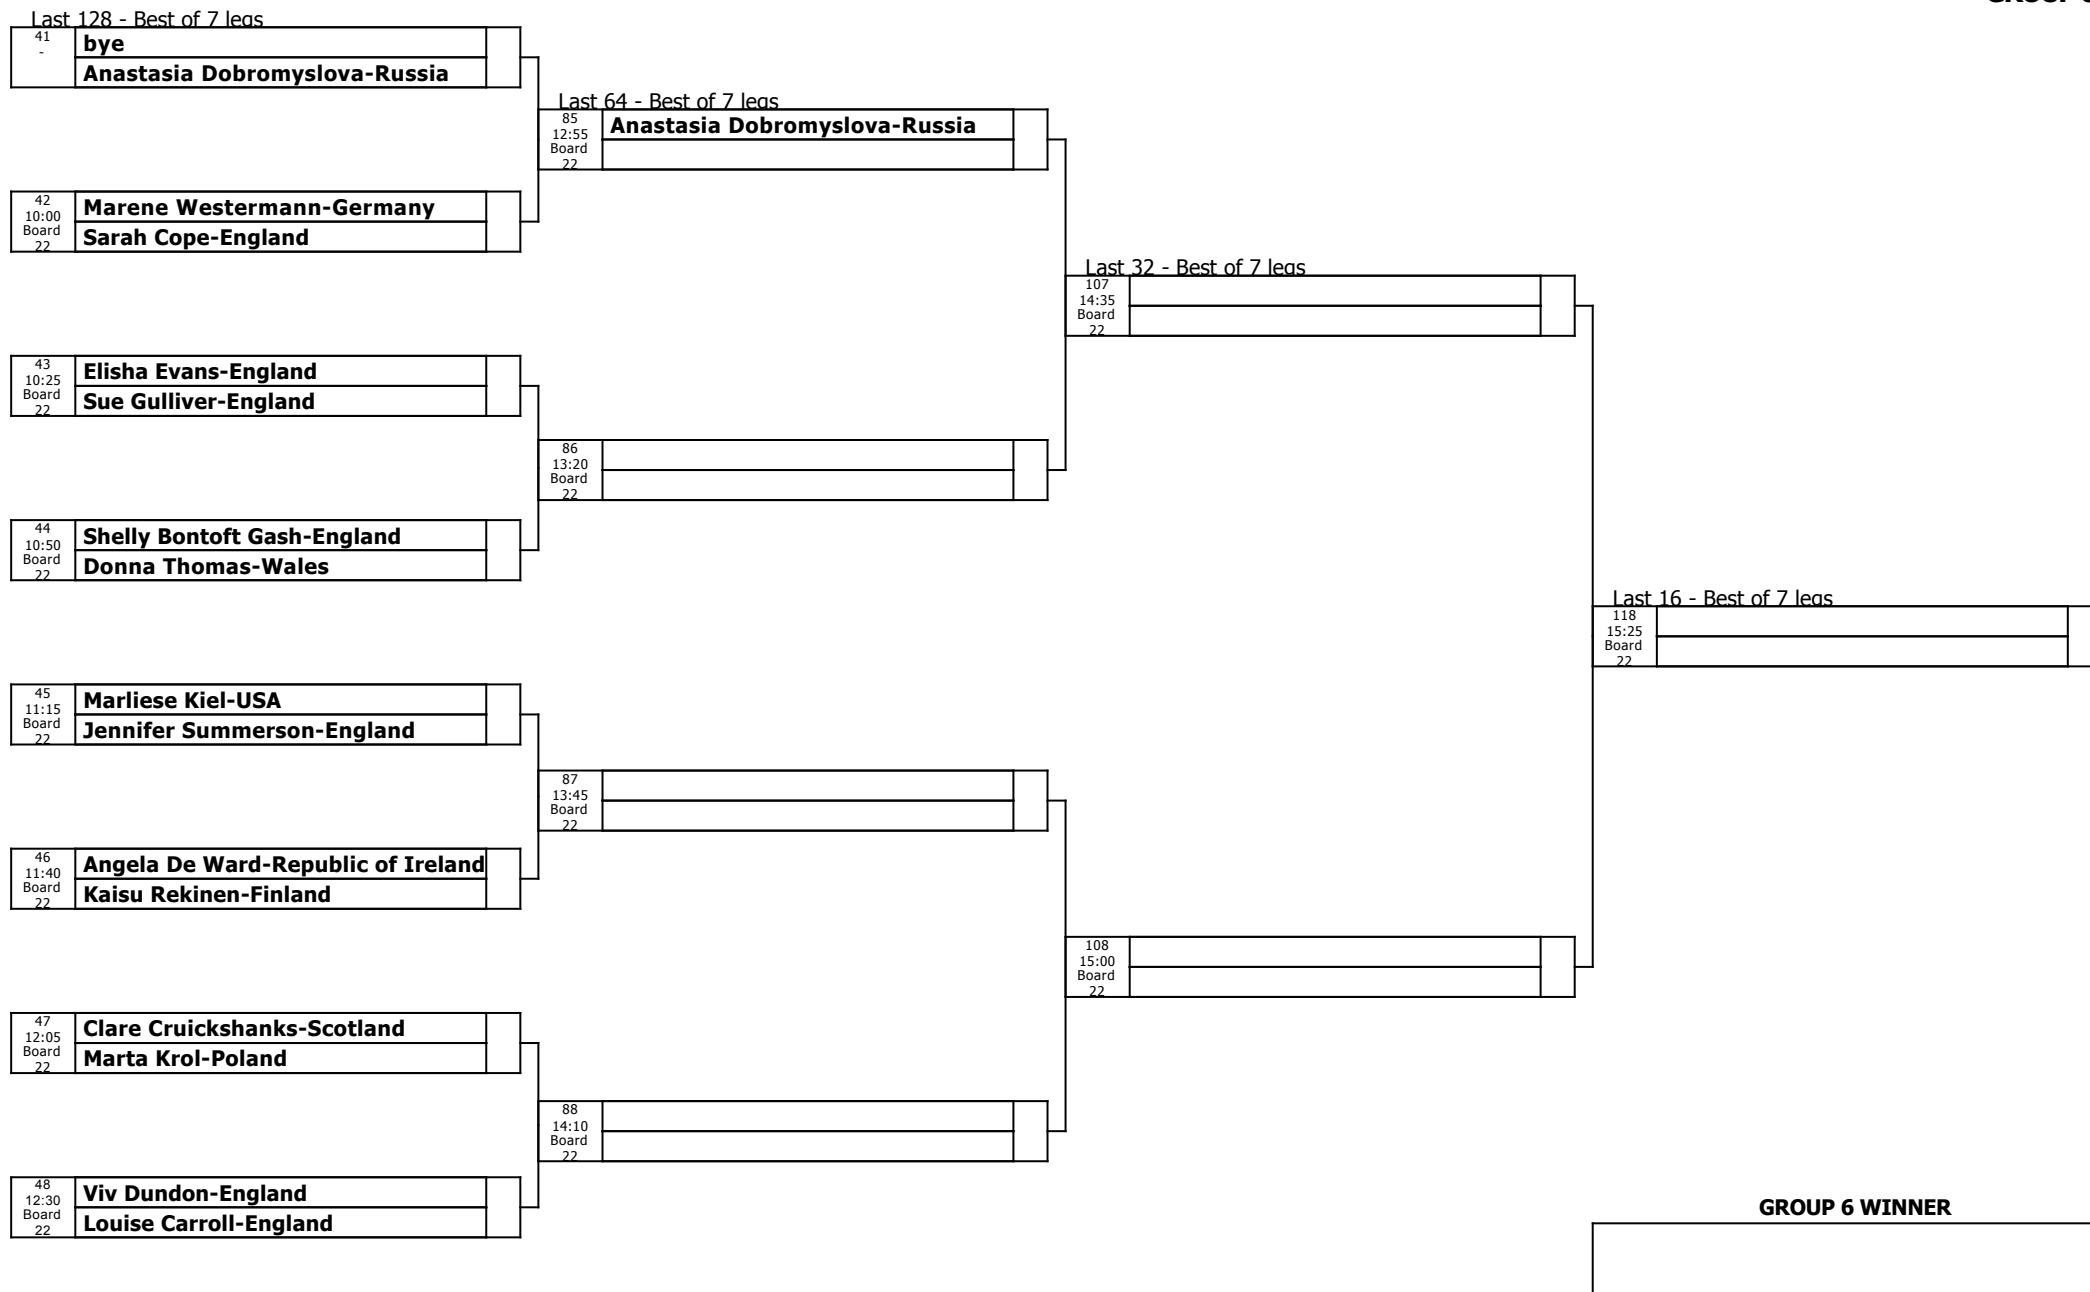 GROUP 6
Last 128 - Best of 7 legs
41
-
bye
Anastasia Dobromyslova-Russia
Last 64 - Best of 7 legs
85
12:55
Board
22
Anastasia Dobromyslova-Russia
42
10:00
Board
22
Marene Westermann-Germany
Sarah Cope-England
Last 32 - Best of 7 legs
107
14:35
Board
22
43
10:25
Board
22
Elisha Evans-England
Sue Gulliver-England
86
13:20
Board
22
44
10:50
Board
22
Shelly Bontoft Gash-England
Donna Thomas-Wales
Last 16 - Best of 7 legs
118
15:25
Board
22
45
11:15
Board
22
Marliese Kiel-USA
Jennifer Summerson-England
87
13:45
Board
22
46
11:40
Board
22
Angela De Ward-Republic of Ireland
Kaisu Rekinen-Finland
108
15:00
Board
22
47
12:05
Board
22
Clare Cruickshanks-Scotland
Marta Krol-Poland
88
14:10
Board
22
48
12:30
Board
22
Viv Dundon-England
Louise Carroll-England
GROUP 6 WINNER